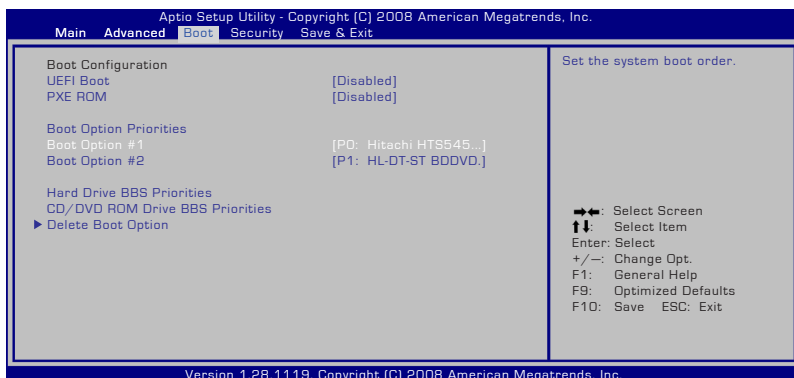 Aptio Setup Utility - Copyright (C) 2008 American Megatrends, Inc.
Main Advanced Boot Security Save & Exit
Boot Configuration
UEFI Boot [Disabled]
PXE ROM [Disabled]
Boot Option Priorities
Boot Option #1 [P0: Hitachi HTS545...]
Boot Option #2 [P1: HL-DT-ST BDDVD.]
Hard Drive BBS Priorities
CD/DVD ROM Drive BBS Priorities
Delete Boot Option
Set the system boot order.
→←: Select Screen
↑↓: Select Item
Enter: Select
+/—: Change Opt.
F1: General Help
F9: Optimized Defaults
F10: Save ESC: Exit
Version 1.28.1119. Copyright (C) 2008 American Megatrends, Inc.